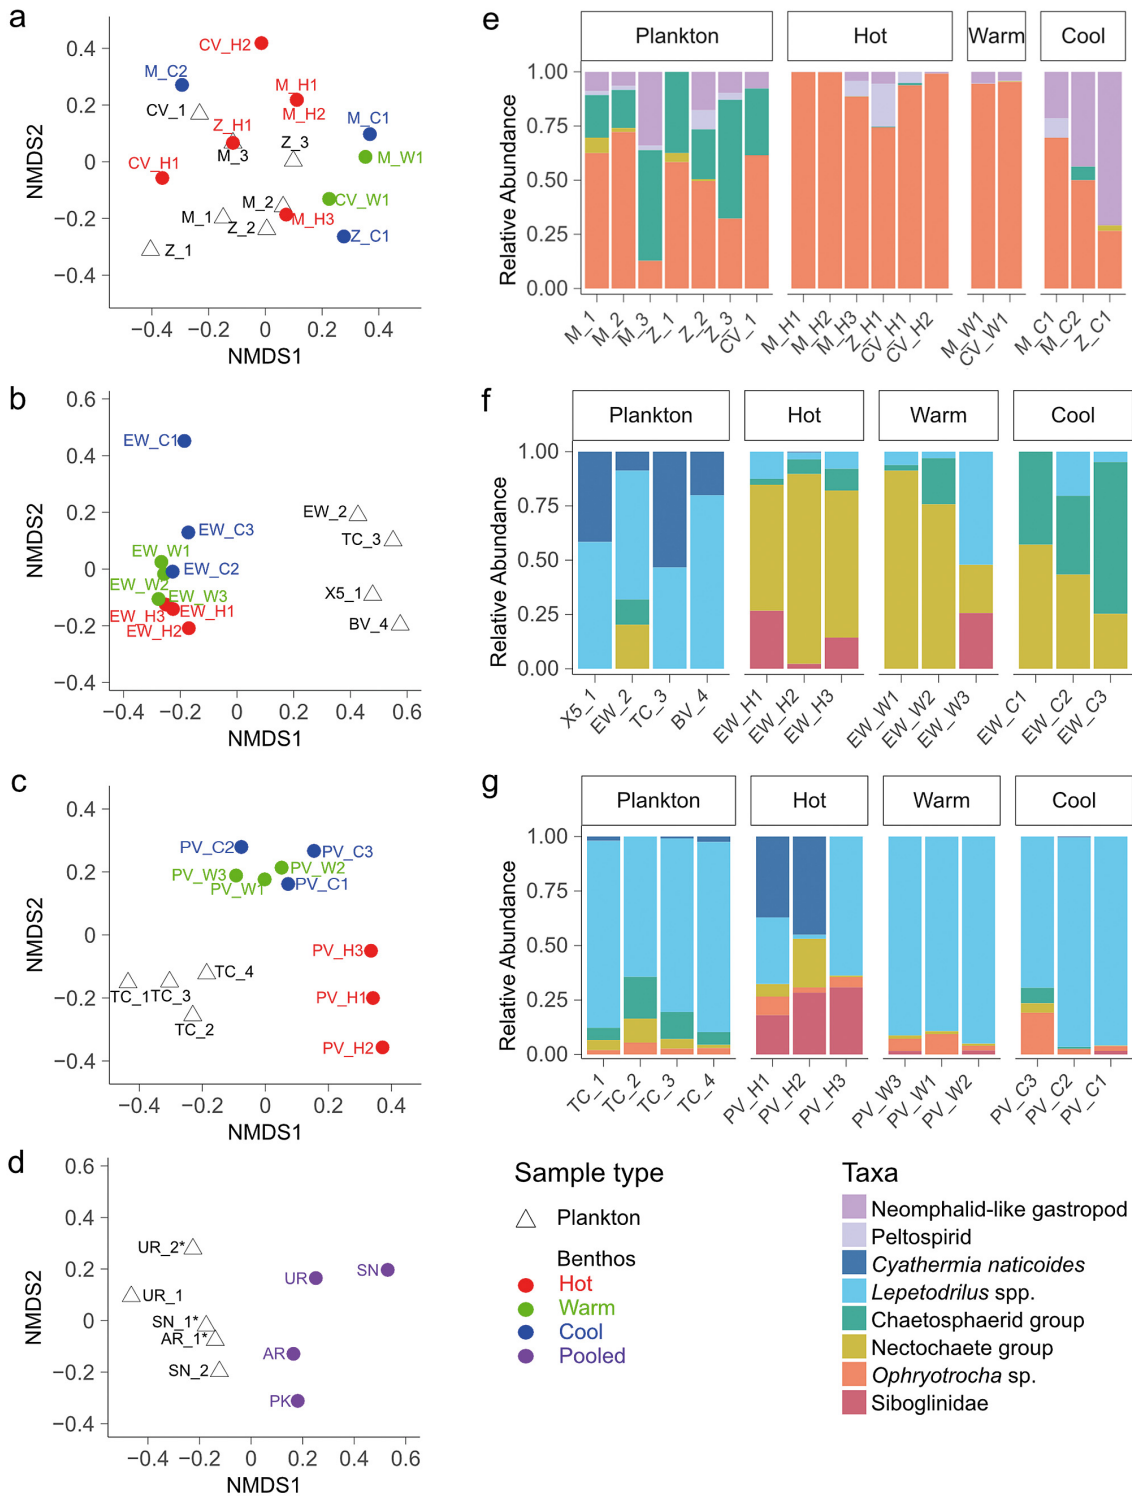 a
0.4
0.2
0
−0.2
−0.4
NMDS2
CV_H2
M_C2
CV_1
M_H1
M_H2
Z_H1
M_3
Z_3
M_C1
M_W1
CV_H1
CV_W1
M_2
M_1
M_H3
Z_2
Z_C1
Z_1
−0.4 −0.2 0 0.2 0.4
NMDS1
e
Plankton Hot Warm Cool
1.00
0.75
0.50
0.25
0.00
Relative Abundance
M_1 M_2 M_3 Z_1 Z_2 Z_3 CV_1 M_H1 M_H2 M_H3 Z_H1 CV_H1 CV_H2 M_W1 CV_W1 M_C1 M_C2 Z_C1
b
0.6
0.4
0.2
0
−0.2
−0.4
NMDS2
EW_C1
EW_2
TC_3
EW_C3
EW_W1
EW_C2
EW_W2
EW_W3
X5_1
EW_H3
EW_H1
EW_H2
BV_4
−0.4 −0.2 0 0.2 0.4 0.6
NMDS1
f
Plankton Hot Warm Cool
1.00
0.75
0.50
0.25
0.00
Relative Abundance
X5_1 EW_2 TC_3 BV_4 EW_H1 EW_H2 EW_H3 EW_W1 EW_W2 EW_W3 EW_C1 EW_C2 EW_C3
c
0.4
0.2
0
−0.2
−0.4
NMDS2
PV_C2
PV_C3
PV_W3
PV_W2
PV_W1
PV_C1
PV_H3
TC_4
TC_1
TC_3
PV_H1
TC_2
PV_H2
−0.4 −0.2 0 0.2 0.4
NMDS1
g
Plankton Hot Warm Cool
1.00
0.75
0.50
0.25
0.00
Relative Abundance
TC_1 TC_2 TC_3 TC_4 PV_H1 PV_H2 PV_H3 PV_W3 PV_W1 PV_W2 PV_C3 PV_C2 PV_C1
d
0.6
0.4
0.2
0
−0.2
−0.4
NMDS2
UR_2*
UR
SN
UR_1
SN_1*
AR_1*
AR
SN_2
PK
−0.4 −0.2 0 0.2 0.4 0.6
NMDS1
Sample type
Plankton
Benthos
Hot
Warm
Cool
Pooled
Taxa
Neomphalid-like gastropod
Peltospirid
Cyathermia naticoides
Lepetodrilus spp.
Chaetosphaerid group
Nectochaete group
Ophryotrocha sp.
Siboglinidae